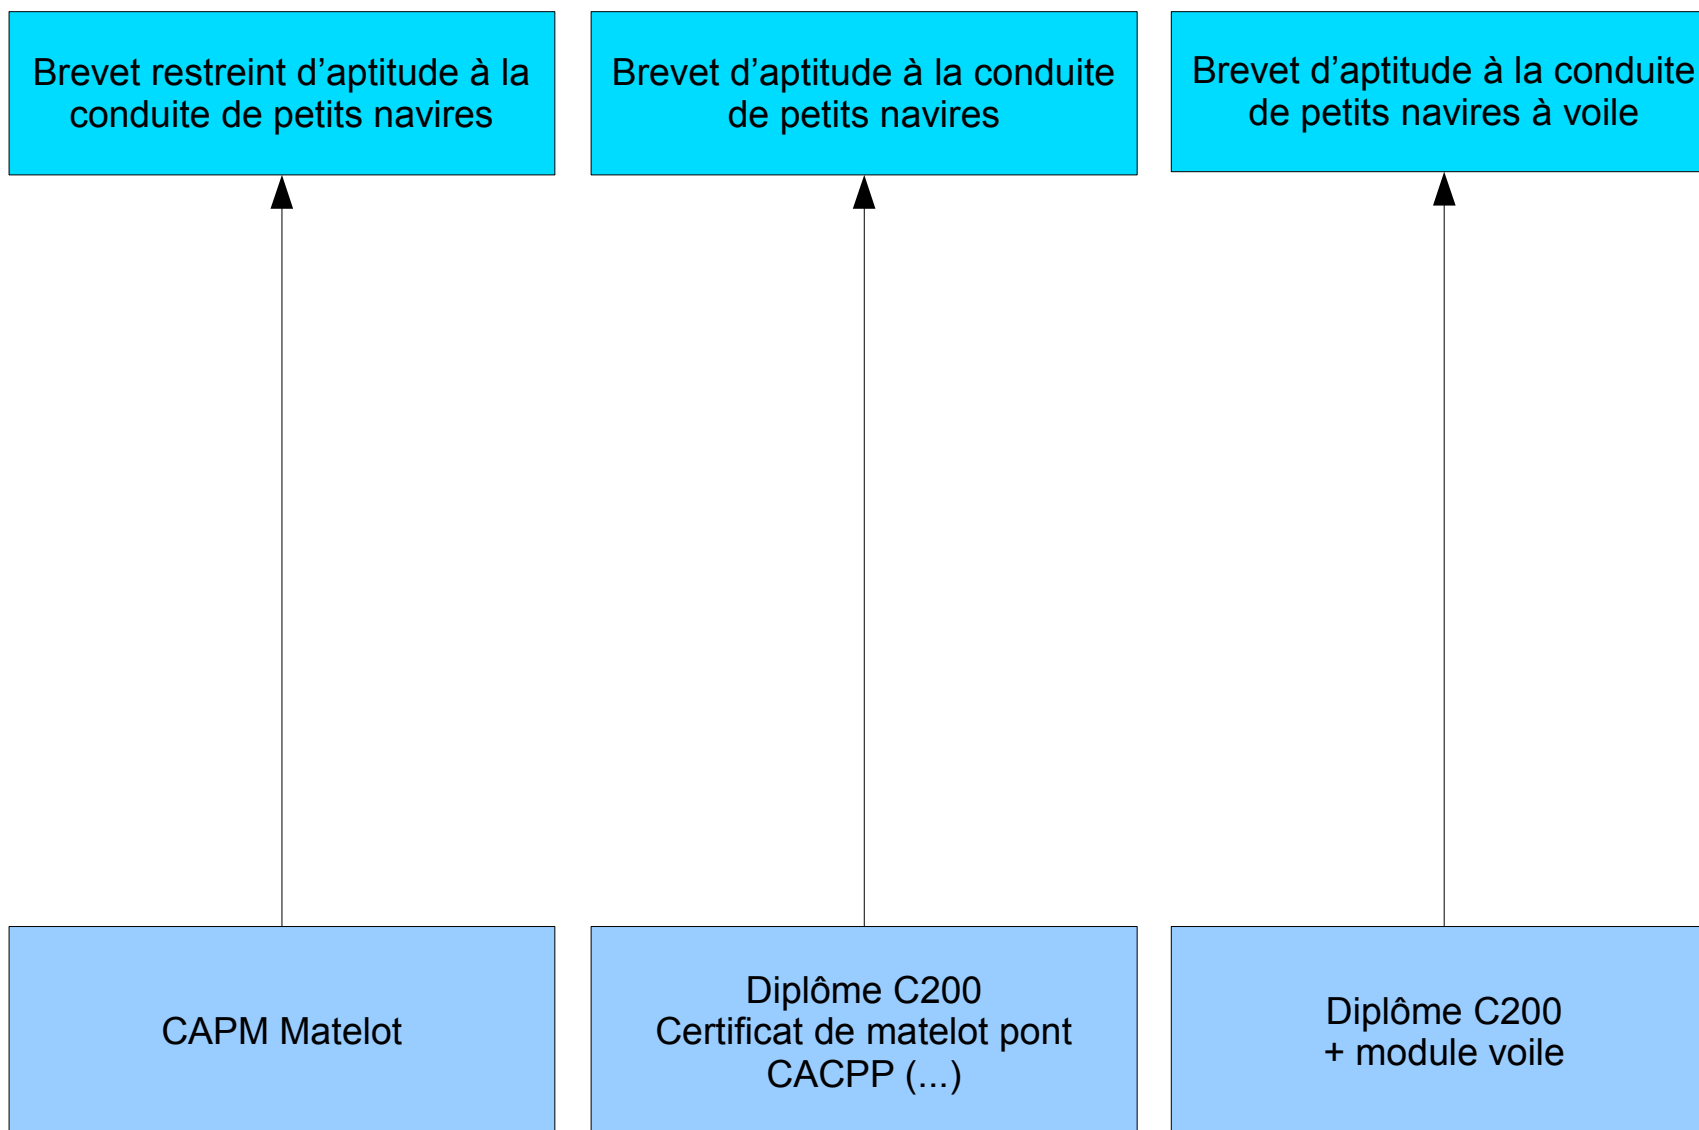 Brevet restreint d’aptitude à la
conduite de petits navires
Brevet d’aptitude à la conduite
de petits navires
Brevet d’aptitude à la conduite
de petits navires à voile
CAPM Matelot
Diplôme C200
Certificat de matelot pont
CACPP (...)
Diplôme C200
+ module voile